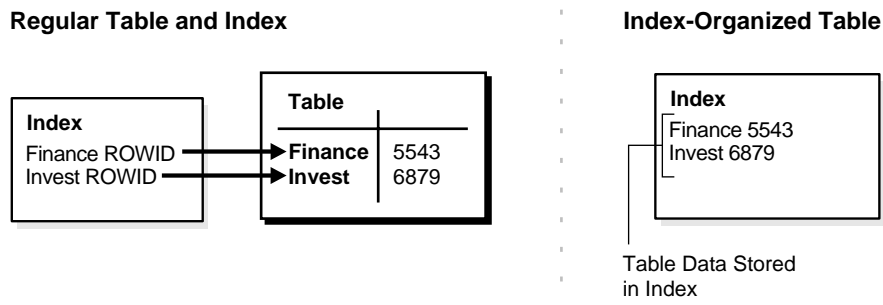 Regular Table and Index
Index
Finance ROWID
Invest ROWID
Table
Finance 5543
Invest 6879
Index-Organized Table
Index
Finance 5543
Invest 6879
Table Data Stored
in Index